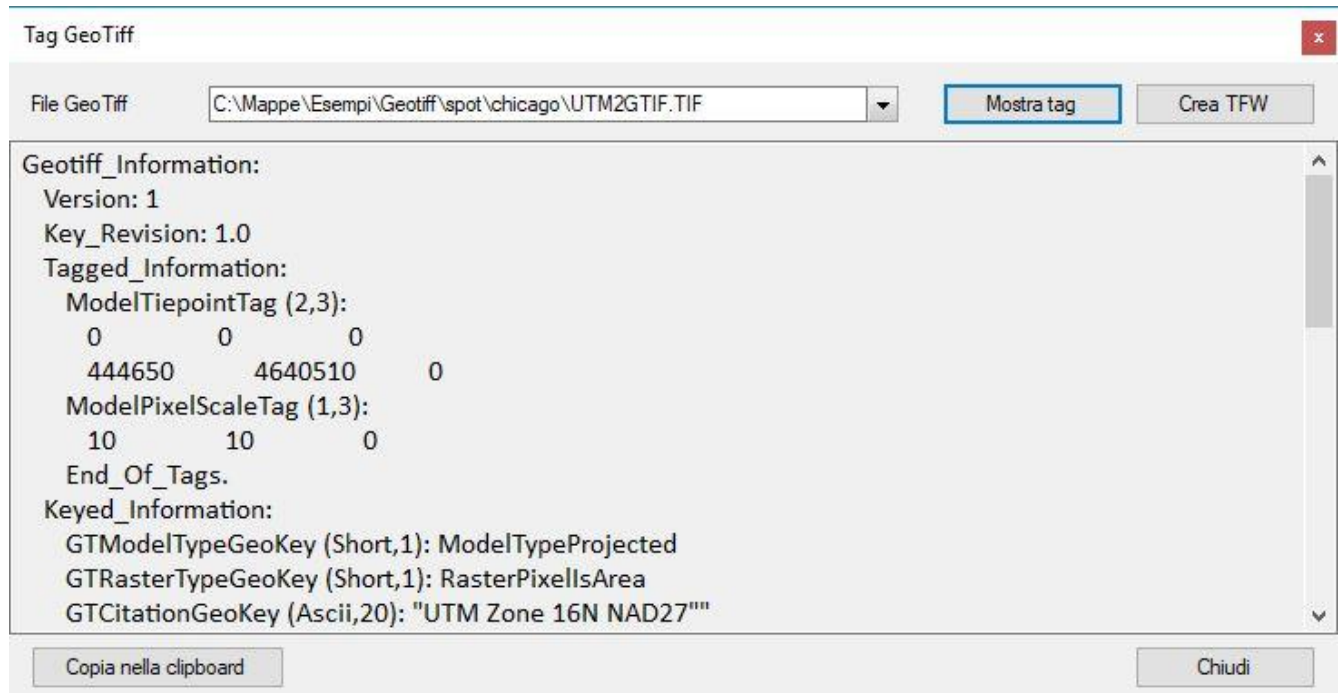 Tag GeoTiff
x
File GeoTiff C:\Mappe\Esempi\Geotiff\spot\chicago\UTM2GTIF.TIF Mostra tag Crea TFW
Geotiff_Information:
Version: 1
Key_Revision: 1.0
Tagged_Information:
ModelTiepointTag (2,3):
0 0 0
444650 4640510 0
ModelPixelScaleTag (1,3):
10 10 0
End_Of_Tags.
Keyed_Information:
GTModelTypeGeoKey (Short,1): ModelTypeProjected
GTRasterTypeGeoKey (Short,1): RasterPixelIsArea
GTCitationGeoKey (Ascii,20): "UTM Zone 16N NAD27""
Copia nella clipboard Chiudi